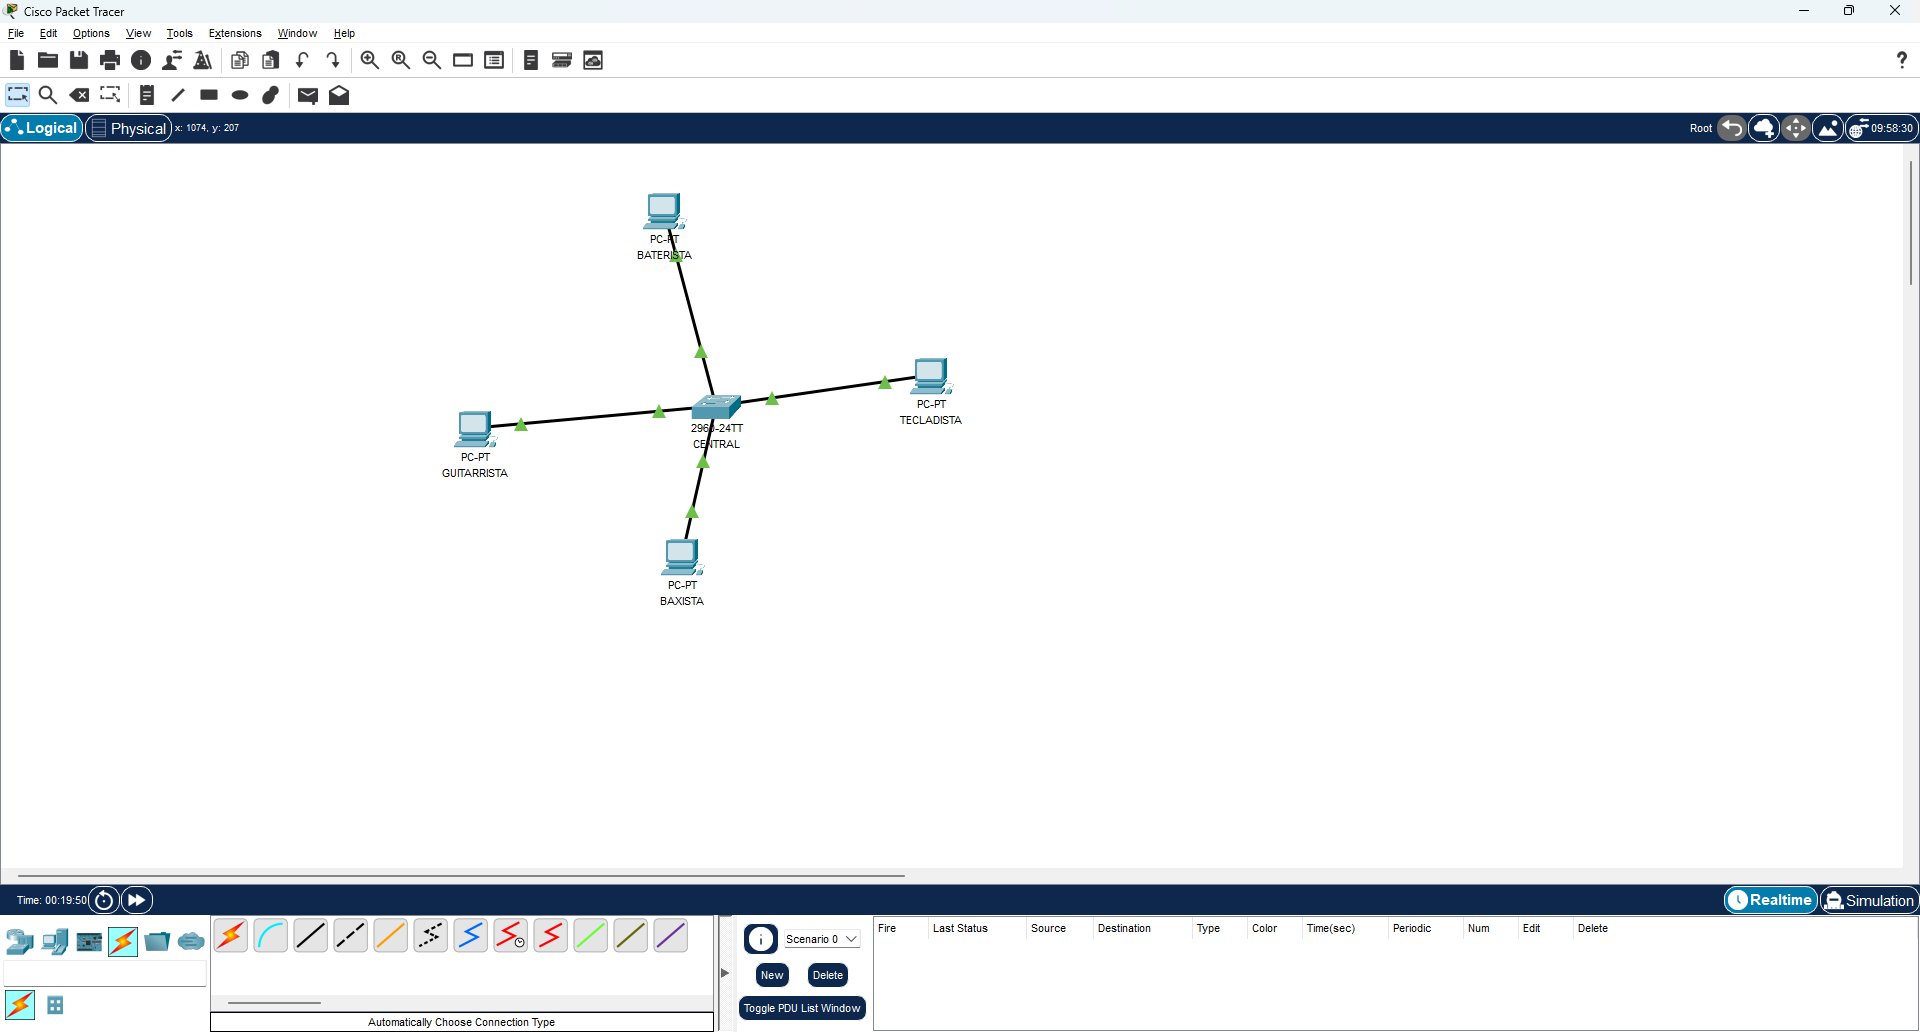 Cisco Packet Tracer
File Edit Options View Tools Extensions Window Help
Logical Physical x: 1074, y: 207 Root 09:58:30
PC-PT
BATERISTA
PC-PT
TECLADISTA
2960-24TT
CENTRAL
PC-PT
GUITARRISTA
PC-PT
BAXISTA
Time: 00:19:50 Realtime Simulation
Scenario 0
New Delete
Toggle PDU List Window
Fire Last Status Source Destination Type Color Time(sec) Periodic Num Edit Delete
Automatically Choose Connection Type